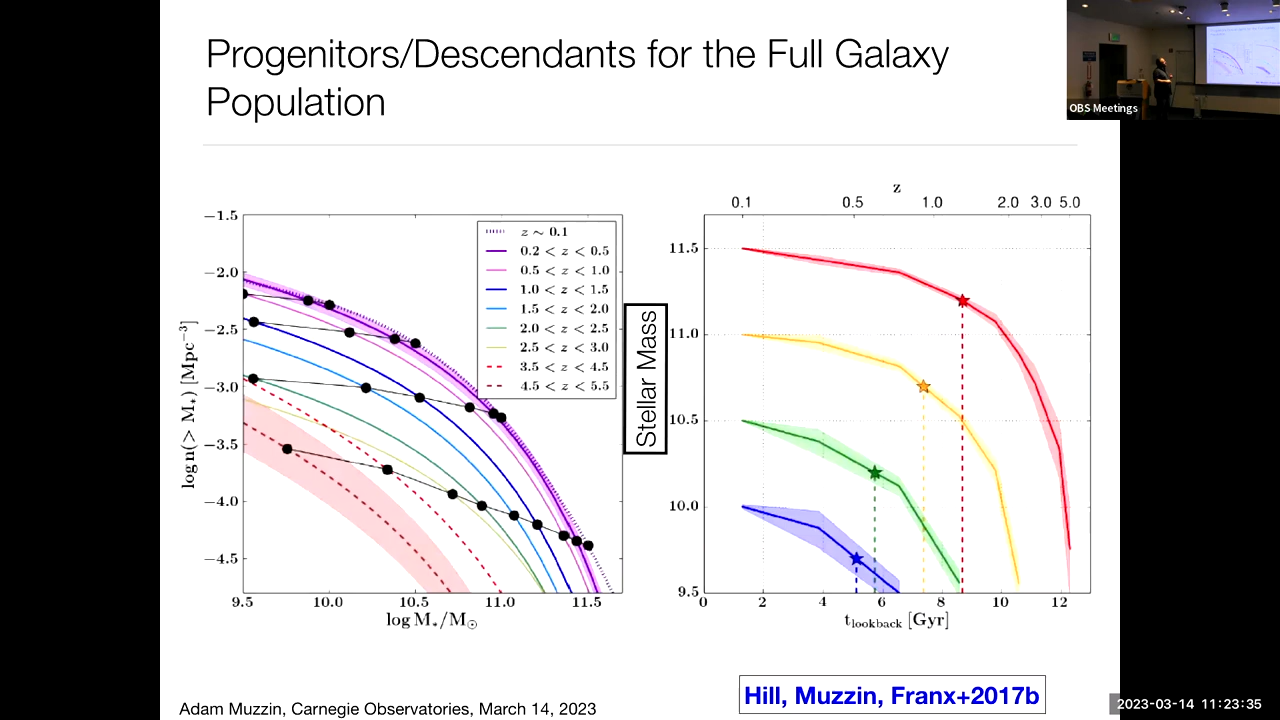 Progenitors/Descendants for the Full Galaxy
Population
OBS Meetings
−1.5
−2.0
−2.5
−3.0
−3.5
−4.0
−4.5
log n(> M*) [Mpc⁻³]
9.5 10.0 10.5 11.0 11.5
log M*/M☉
z ∼ 0.1
0.2 < z < 0.5
0.5 < z < 1.0
1.0 < z < 1.5
1.5 < z < 2.0
2.0 < z < 2.5
2.5 < z < 3.0
3.5 < z < 4.5
4.5 < z < 5.5
Stellar Mass
z
0.1 0.5 1.0 2.0 3.0 5.0
11.5
11.0
10.5
10.0
9.5
0 2 4 6 8 10 12
t lookback [Gyr]
Hill, Muzzin, Franx+2017b
Adam Muzzin, Carnegie Observatories, March 14, 2023
2023-03-14 11:23:35